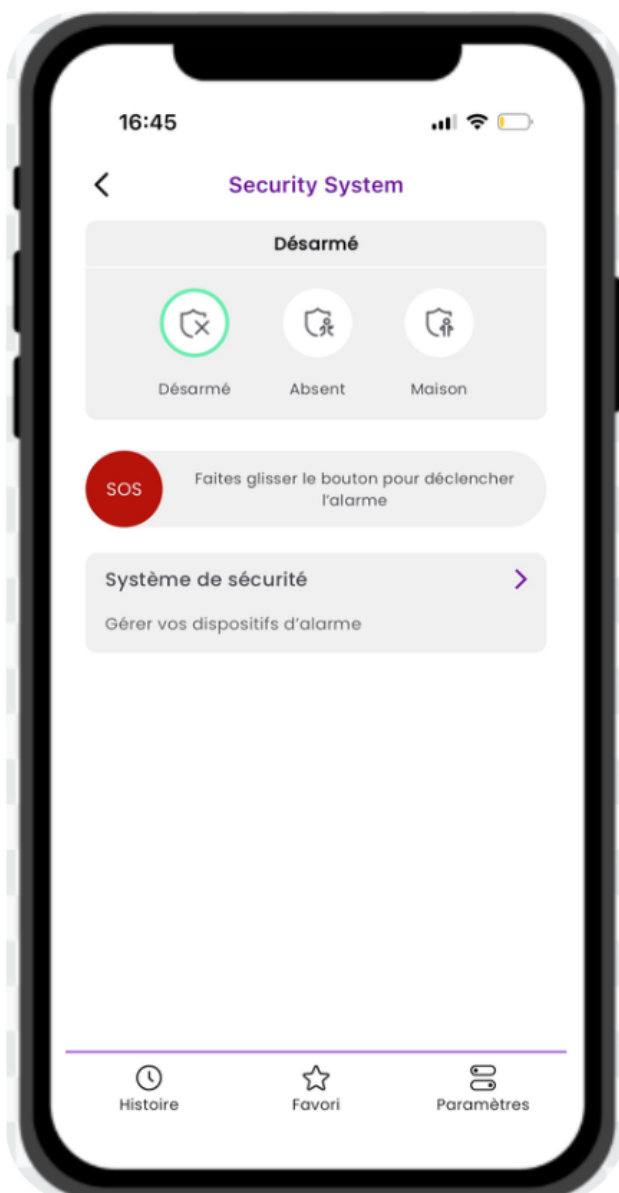 16:45
Security System
Désarmé
Désarmé
Absent
Maison
SOS
Faites glisser le bouton pour déclencher
l'alarme
Système de sécurité
Gérer vos dispositifs d'alarme
Histoire
Favori
Paramètres